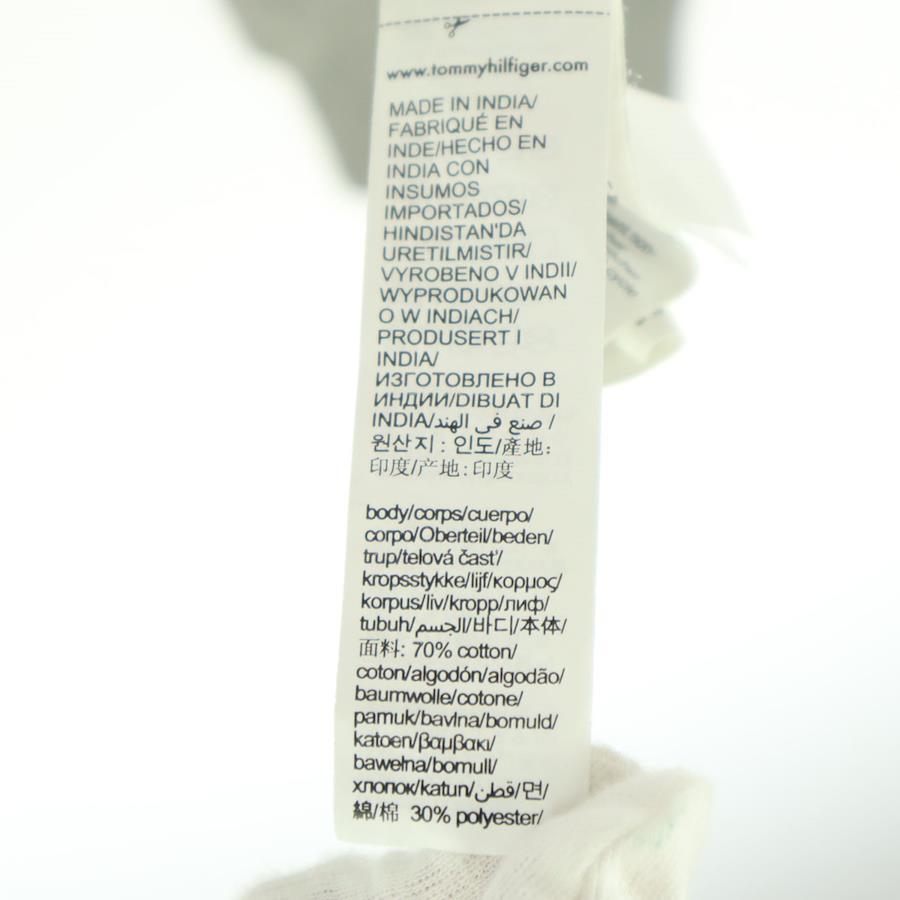 www.tommyhilfiger.com
MADE IN INDIA/
FABRIQUÉ EN
INDE/HECHO EN
INDIA CON
INSUMOS
IMPORTADOS/
HINDISTAN'DA
URETILMISTIR/
VYROBENO V INDII/
WYPRODUKOWAN
O W INDIACH/
PRODUSERT I
INDIA/
ИЗГОТОВЛЕНО В
ИНДИИ/DIBUAT DI
INDIA/صنع في الهند /
원산지 : 인도/產地:
印度/产地: 印度
body/corps/cuerpo/
corpo/Oberteil/beden/
trup/telová čast'/
kropsstykke/lijf/κορμος/
korpus/liv/kropp/лиф/
tubuh/الجسم/바디/本体/
面料: 70% cotton/
coton/algodón/algodão/
baumwolle/cotone/
pamuk/bavlna/bomuld/
katoen/βαμβακι/
bawełna/bomull/
хлопок/katun/قطن/면/
綿/棉 30% polyester/